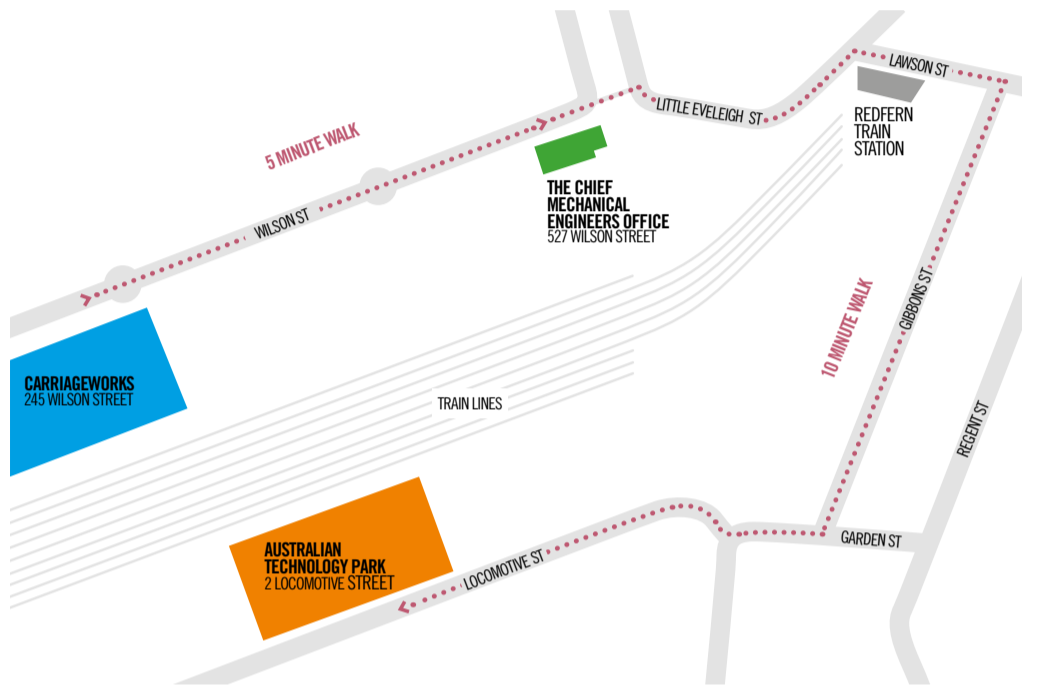 LAWSON ST
LITTLE EVELEIGH ST
REDFERN
TRAIN
STATION
5 MINUTE WALK
THE CHIEF
MECHANICAL
ENGINEERS OFFICE
527 WILSON STREET
WILSON ST
GIBBONS ST
10 MINUTE WALK
CARRIAGEWORKS
245 WILSON STREET
TRAIN LINES
REGENT ST
GARDEN ST
AUSTRALIAN
TECHNOLOGY PARK
2 LOCOMOTIVE STREET
LOCOMOTIVE ST